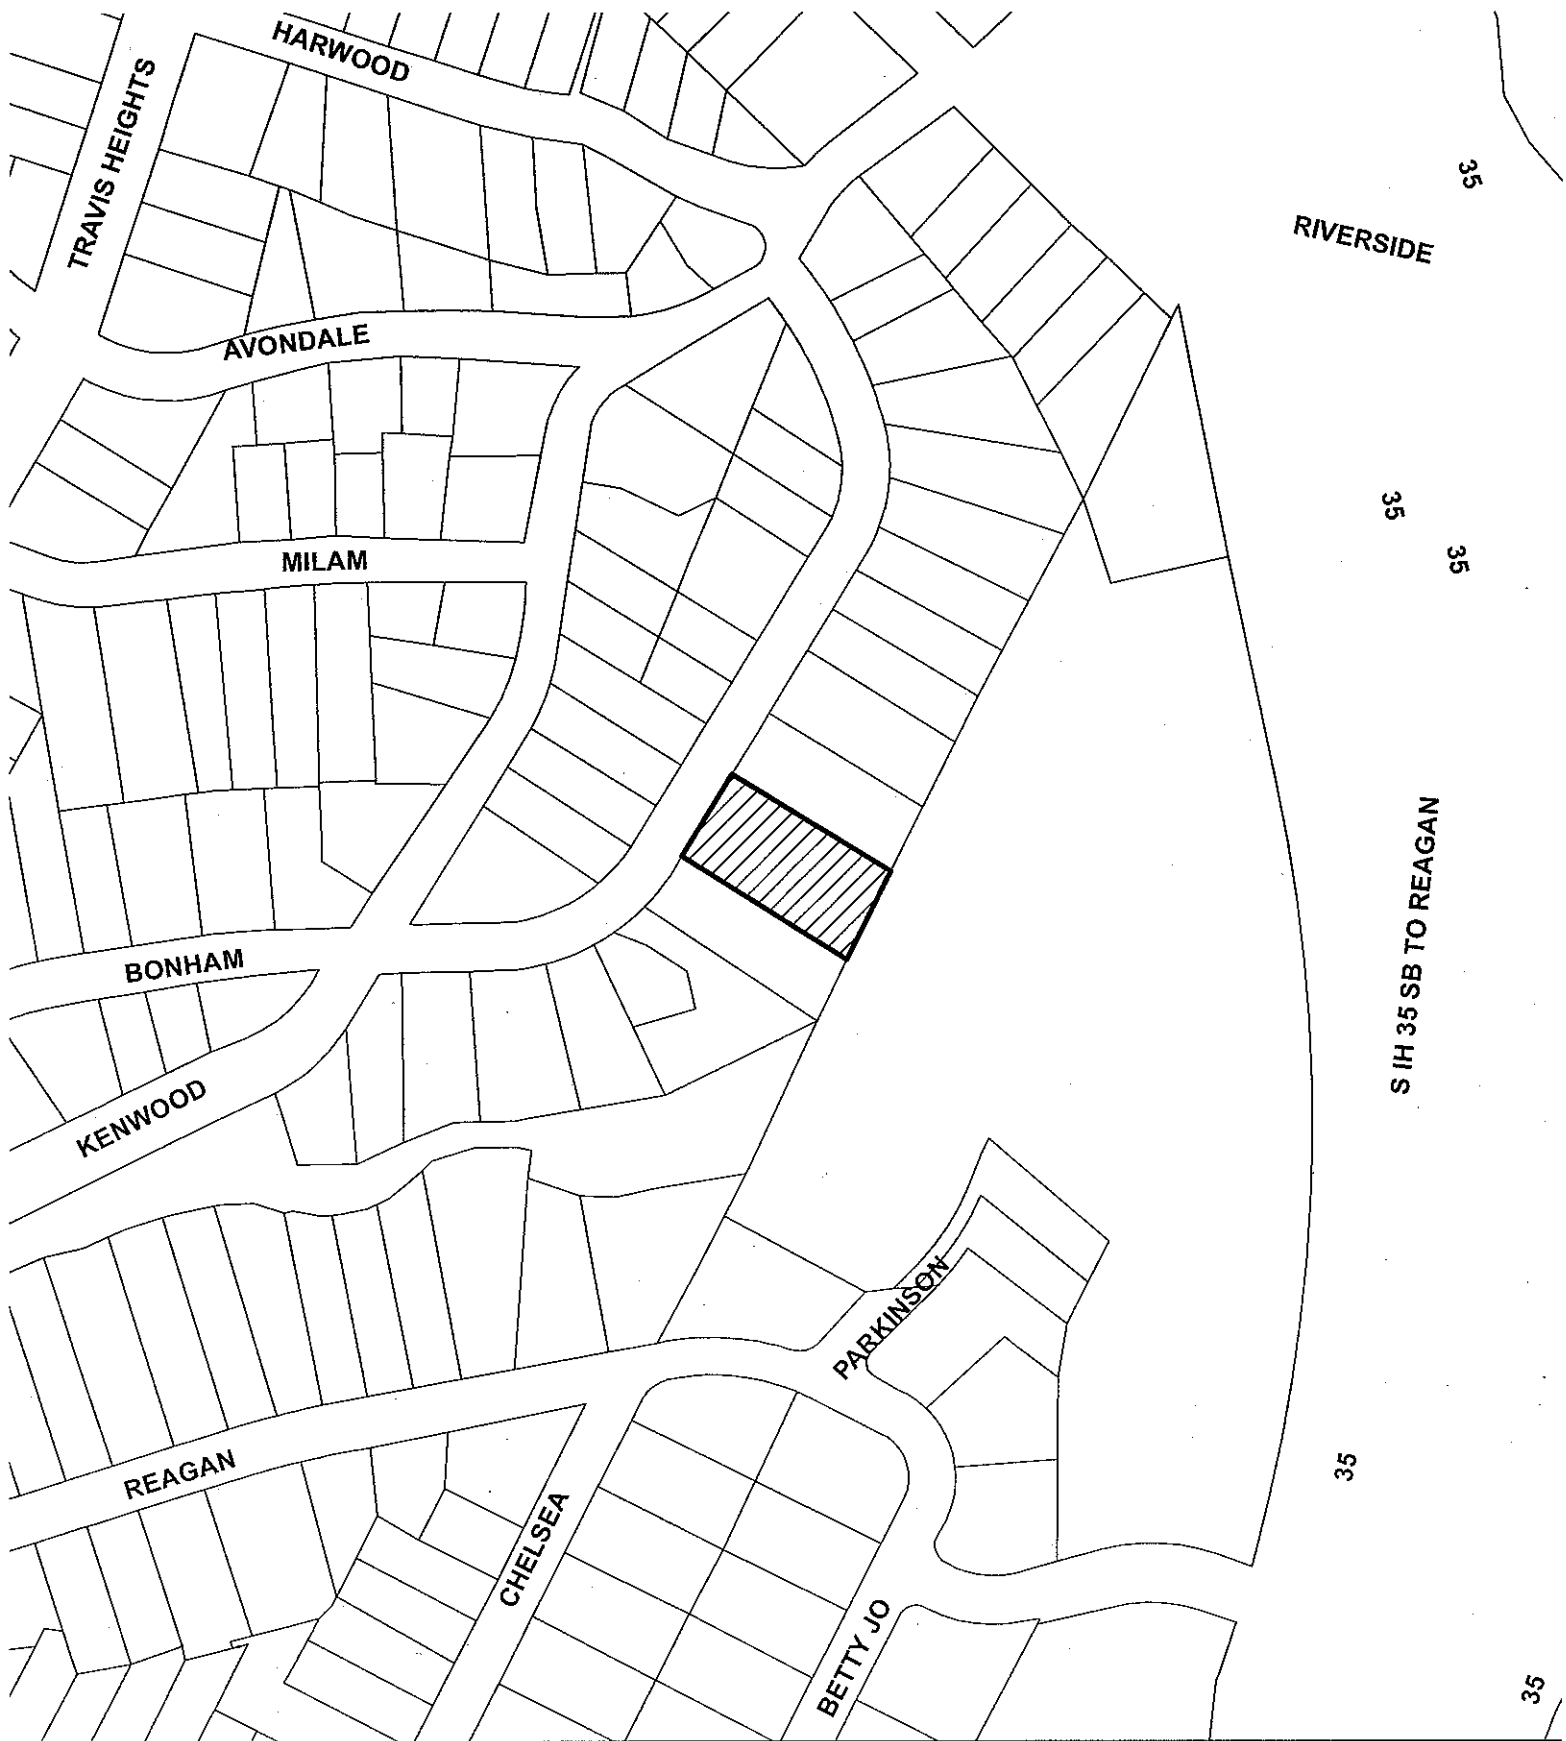 HARWOOD
TRAVIS HEIGHTS
35
RIVERSIDE
AVONDALE
35
35
MILAM
S IH 35 SB TO REAGAN
BONHAM
KENWOOD
PARKINSON
REAGAN
35
CHELSEA
BETTY JO
35